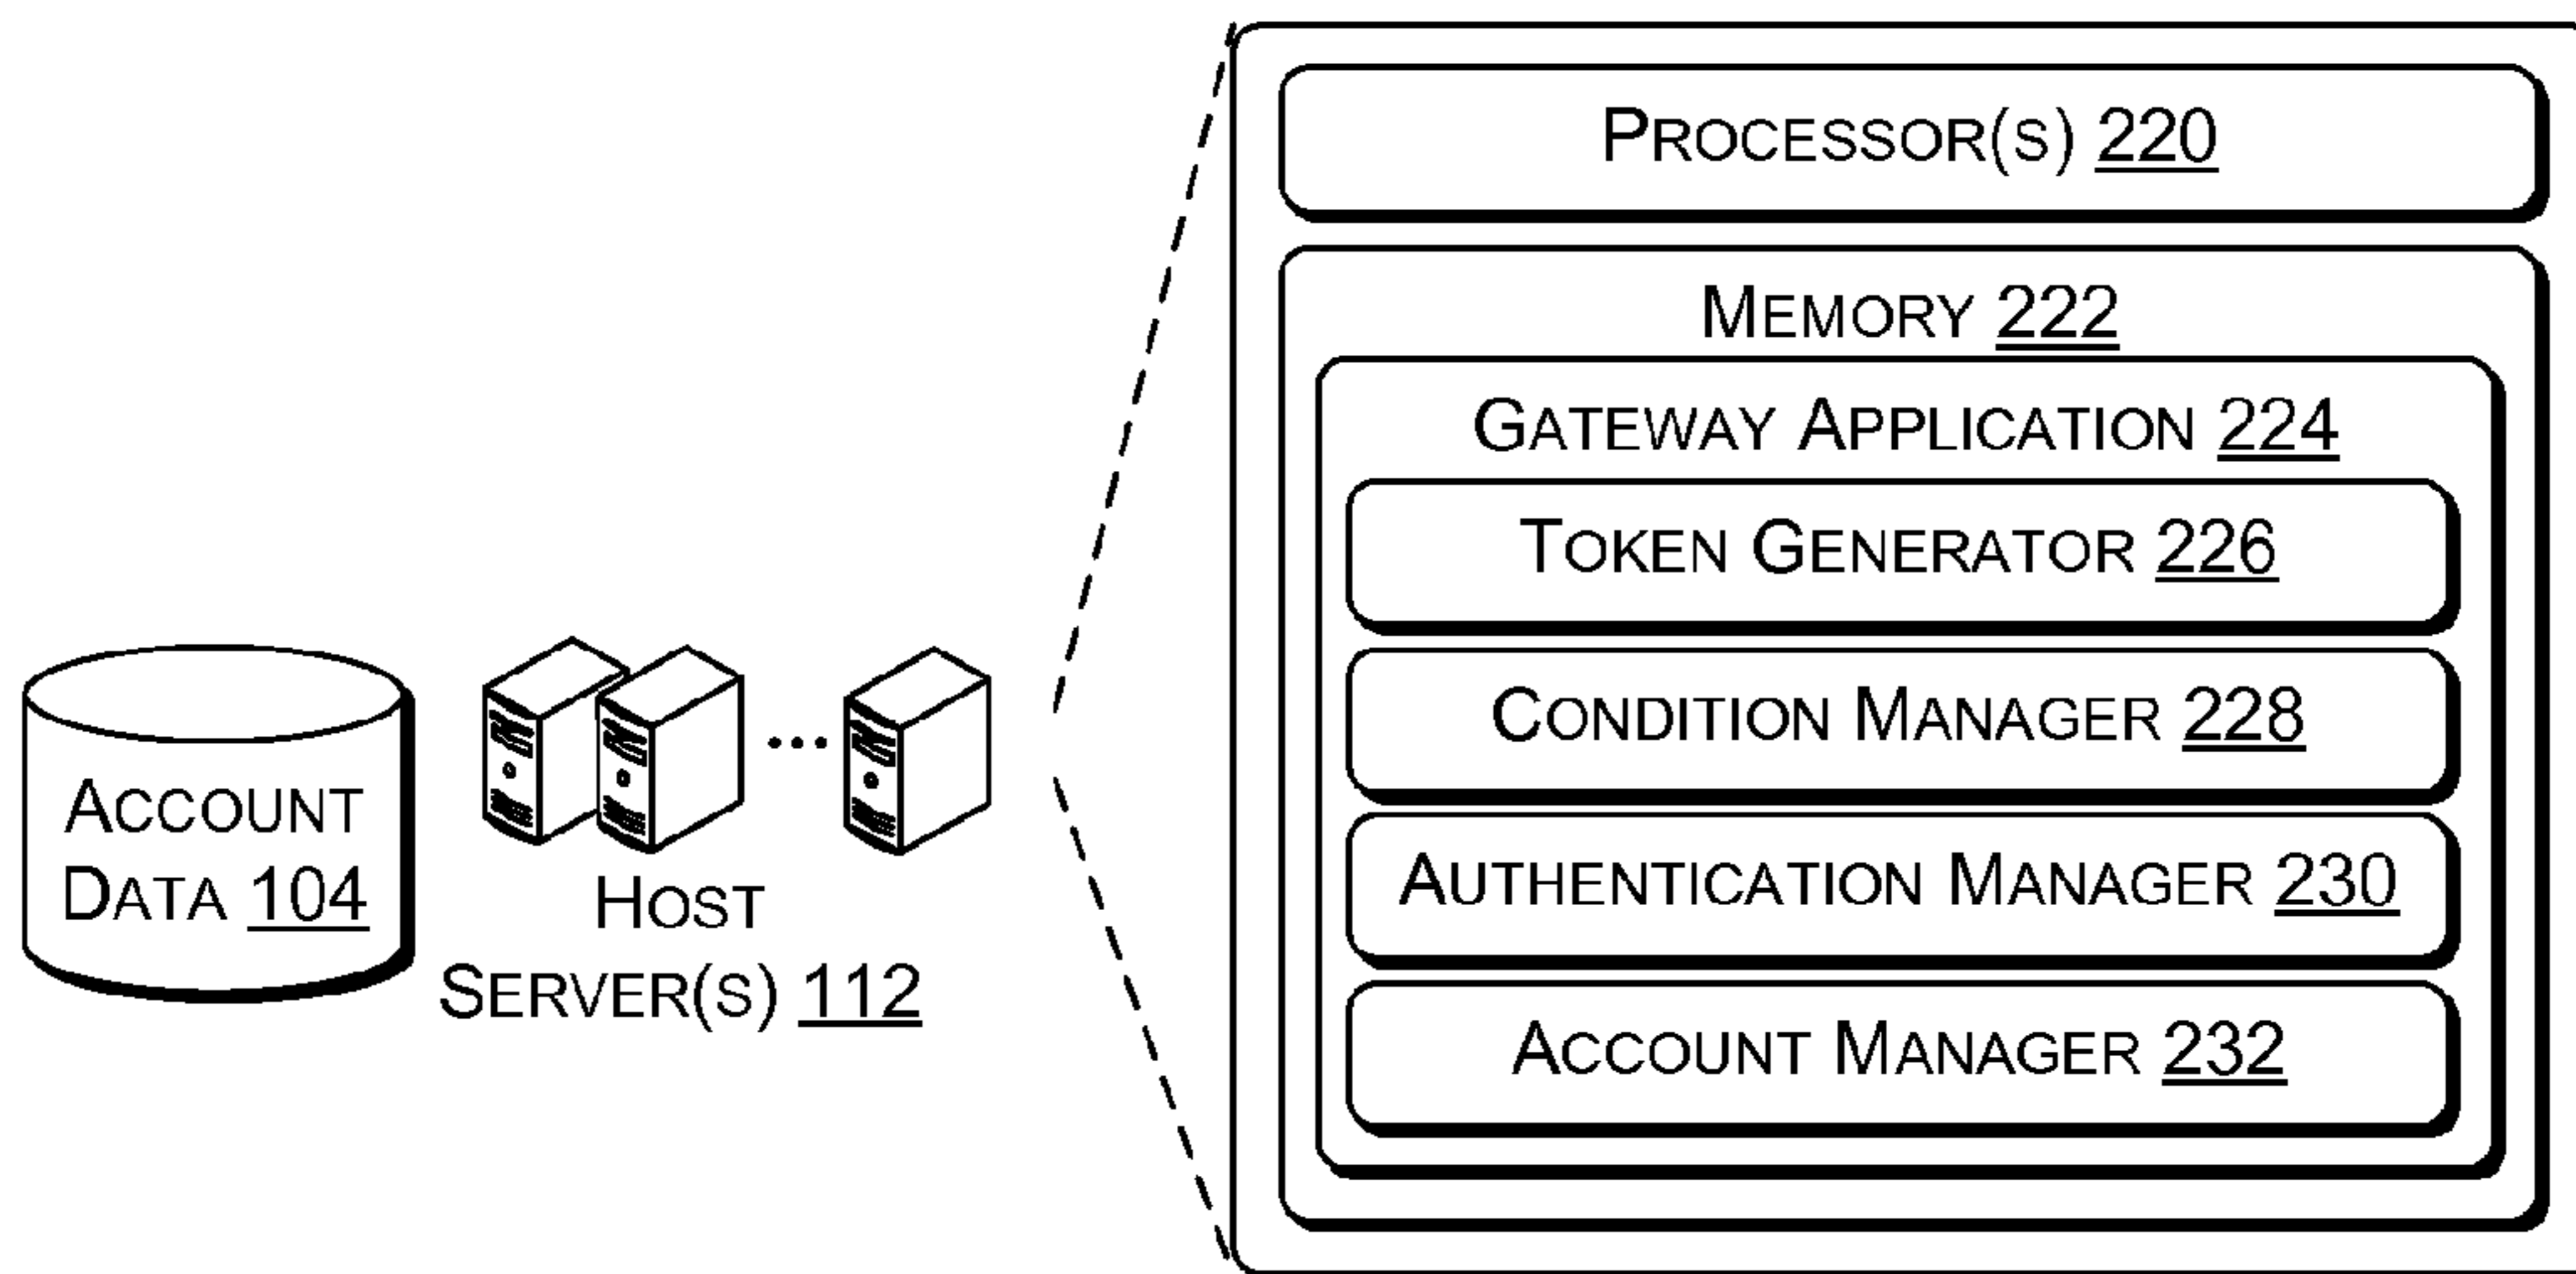 PROCESSOR(S) 220
MEMORY 222
GATEWAY APPLICATION 224
TOKEN GENERATOR 226
CONDITION MANAGER 228
AUTHENTICATION MANAGER 230
ACCOUNT MANAGER 232
ACCOUNT
DATA 104
HOST
SERVER(S) 112